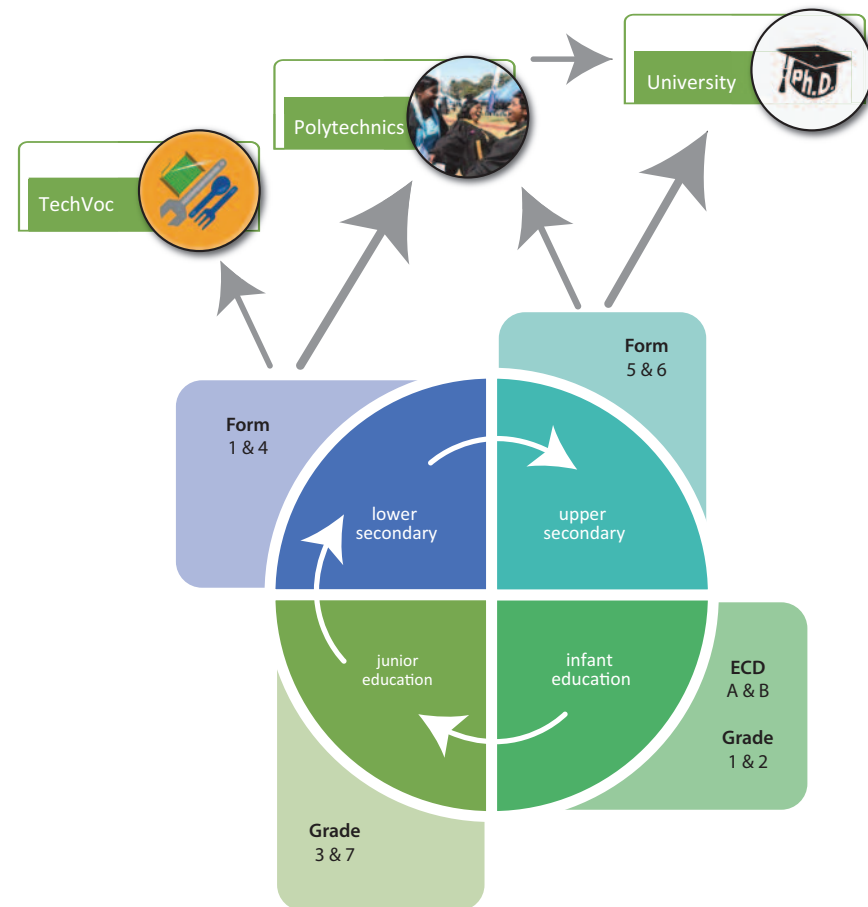 University
Ph.D.
Polytechnics
TechVoc
Form
5 & 6
Form
1 & 4
lower
secondary
upper
secondary
junior
education
infant
education
ECD
A & B
Grade
1 & 2
Grade
3 & 7